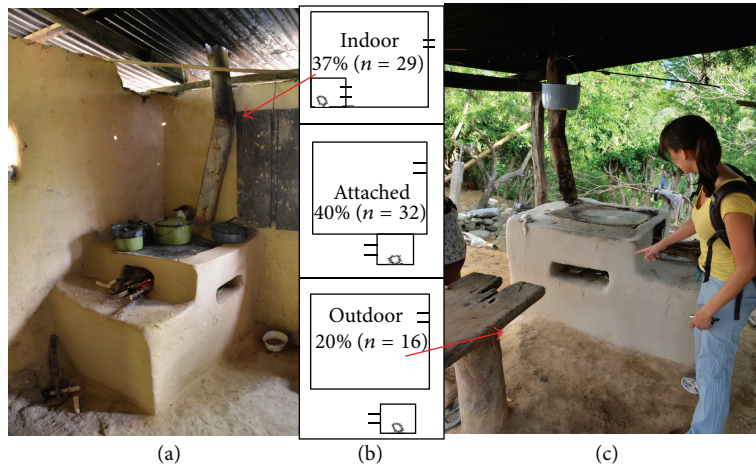 Indoor
37% (n = 29)
Attached
40% (n = 32)
Outdoor
20% (n = 16)
(a)
(b)
(c)